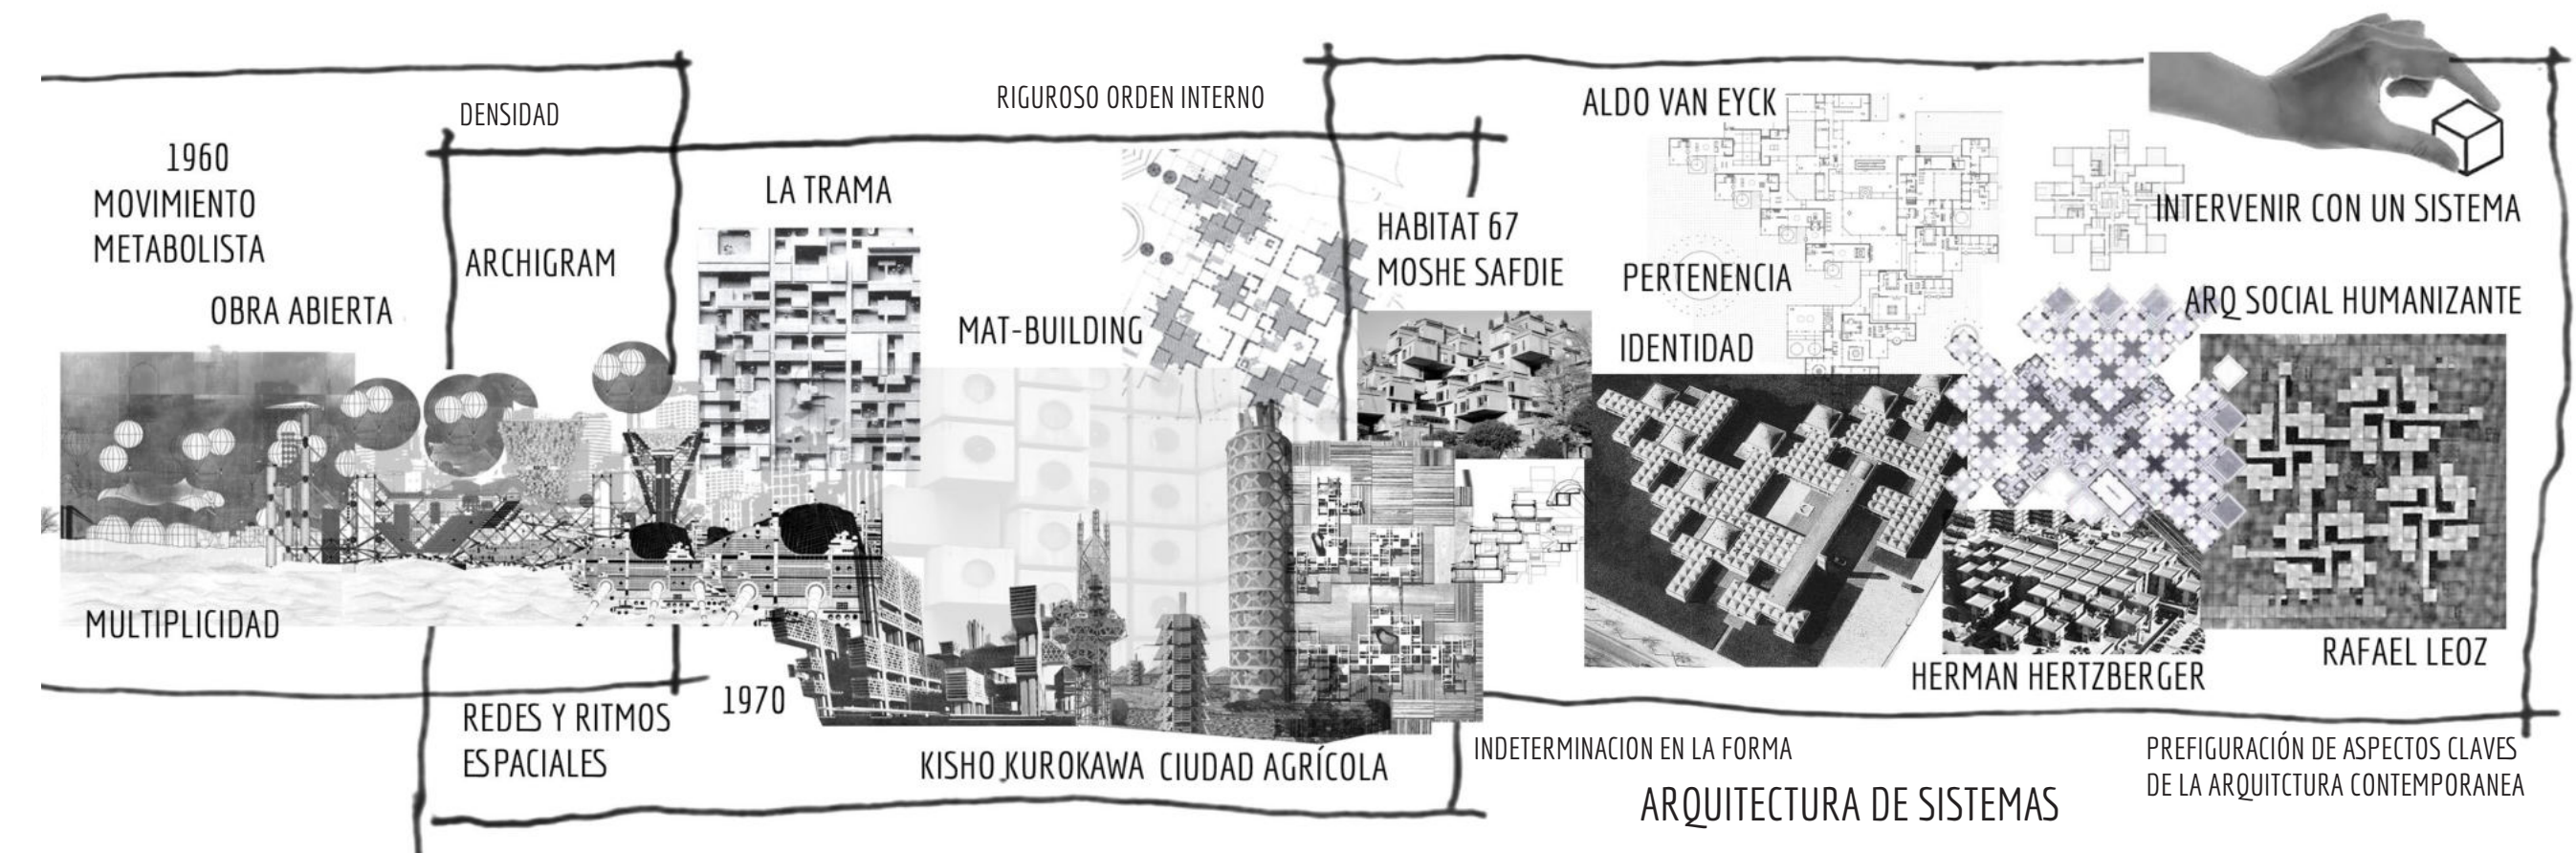 1960
MOVIMIENTO
METABOLISTA
OBRA ABIERTA
MULTIPLICIDAD
DENSIDAD
ARCHIGRAM
REDES Y RITMOS
ESPACIALES
LA TRAMA
1970
RIGUROSO ORDEN INTERNO
MAT-BUILDING
KISHO KUROKAWA CIUDAD AGRÍCOLA
HABITAT 67
MOSHE SAFDIE
ALDO VAN EYCK
PERTENENCIA
IDENTIDAD
INTERVENIR CON UN SISTEMA
ARQ SOCIAL HUMANIZANTE
HERMAN HERTZBERGER
RAFAEL LEOZ
INDETERMINACION EN LA FORMA
ARQUITECTURA DE SISTEMAS
PREFIGURACIÓN DE ASPECTOS CLAVES
DE LA ARQUITCTURA CONTEMPORANEA